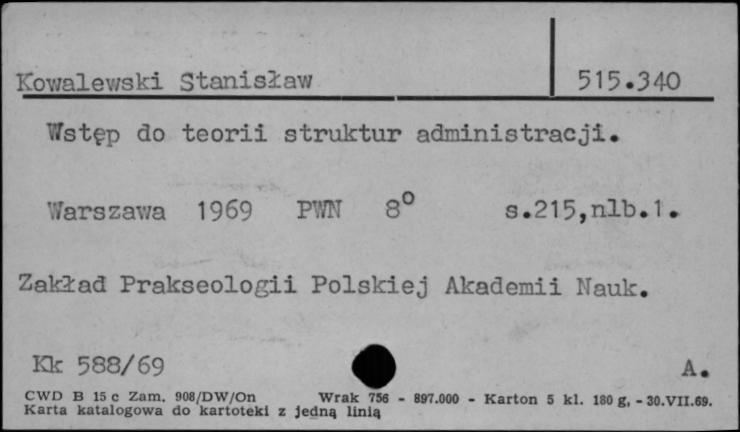 Kowalewski Stanisław 515.340
Wstęp do teorii struktur administracji.
Warszawa 1969 PWN 8° s.215,nlb.1.
Zakład Prakseologii Polskiej Akademii Nauk.
Kk 588/69 A.
CWD B 15 c Zam. 908/DW/On Wrak 756 - 897.000 - Karton 5 kl. 180 g, - 30.VII.69.
Karta katalogowa do kartoteki z jedną linią